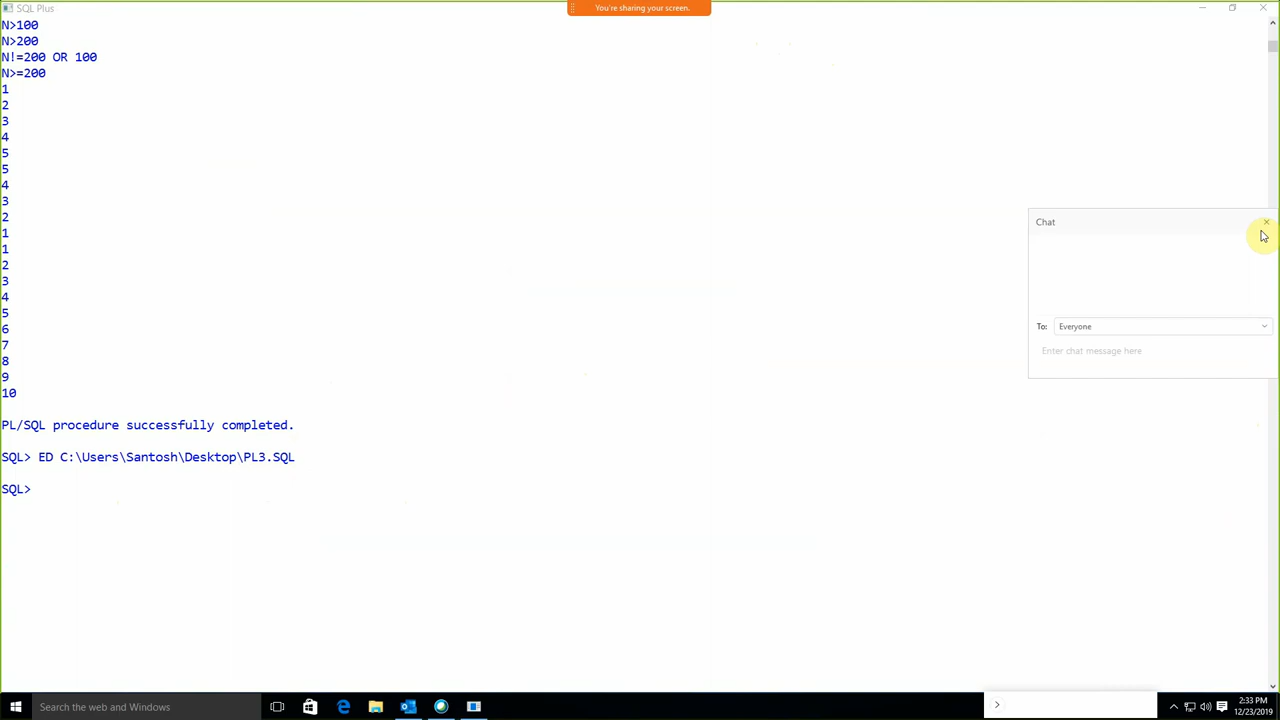 SQL Plus
You're sharing your screen.
N>100
N>200
N!=200 OR 100
N>=200
1
2
3
4
5
5
4
3
2
1
1
2
3
4
5
6
7
8
9
10
PL/SQL procedure successfully completed.
SQL> ED C:\Users\Santosh\Desktop\PL3.SQL
SQL>
Chat
To: Everyone
Enter chat message here
Search the web and Windows
2:33 PM
12/23/2019